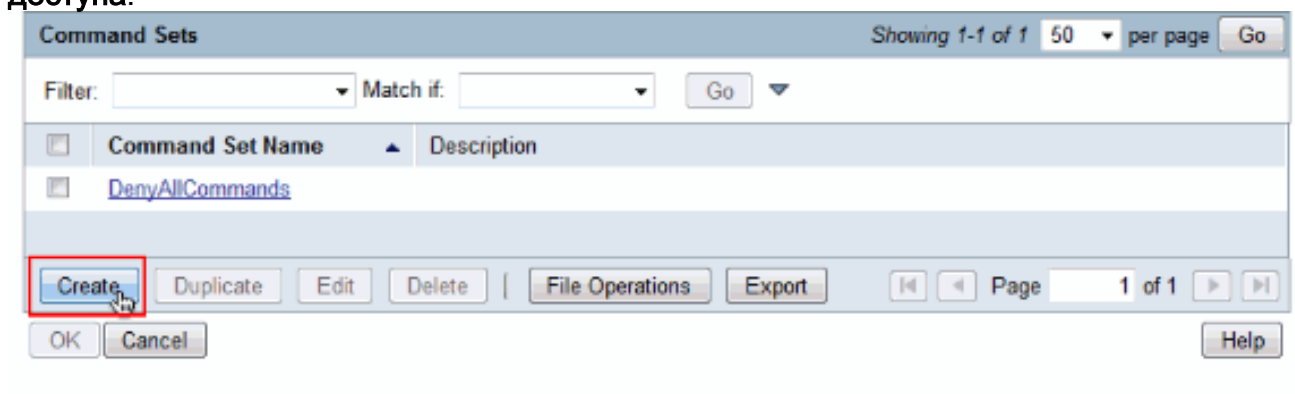 доступа.
Command Sets Showing 1-1 of 1 50 per page Go
Filter: Match if: Go
Command Set Name Description
DenyAllCommands
Create Duplicate Edit Delete | File Operations Export Page 1 of 1
OK Cancel Help